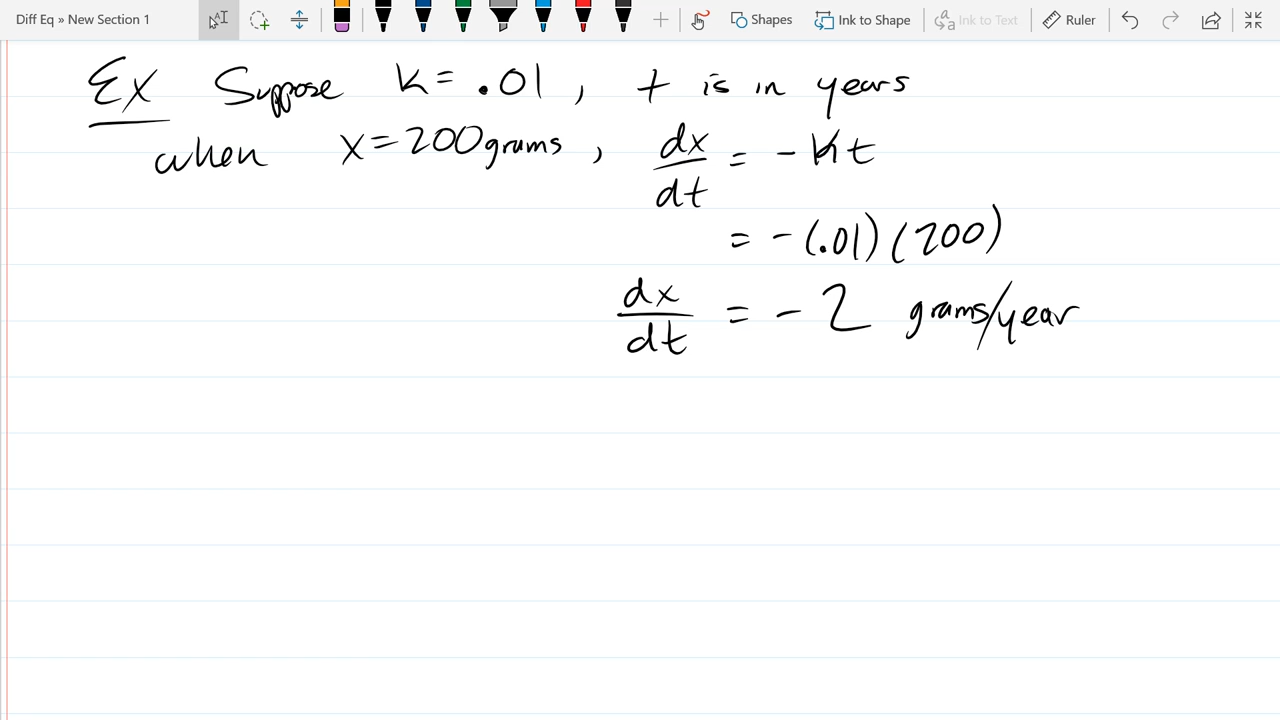 Diff Eq » New Section 1 Shapes Ink to Shape Ink to Text Ruler
Ex Suppose k = .01, t is in years
when x = 200 grams, dx/dt = - kt
= - (.01)(200)
dx/dt = - 2 grams/year